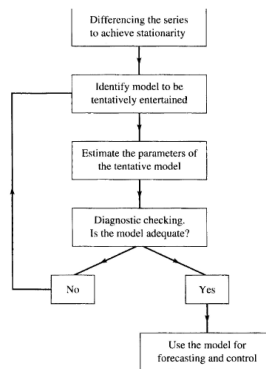 Differencing the series
to achieve stationarity
Identify model to be
tentatively entertained
Estimate the parameters of
the tentative model
Diagnostic checking.
Is the model adequate?
No
Yes
Use the model for
forecasting and control